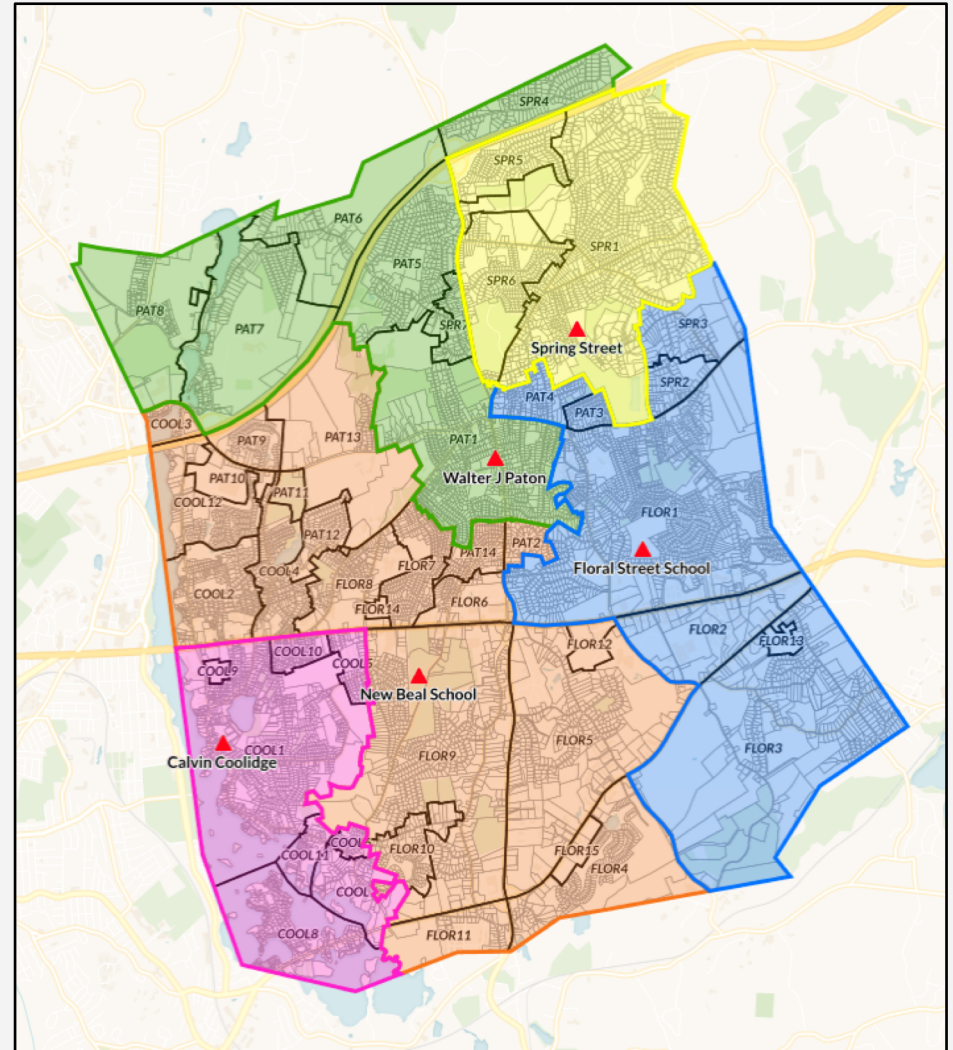 SPR4
SPR5
PAT6
SPR1
PAT5
SPR6
PAT8
PAT7
SPR7
SPR3
Spring Street
SPR2
PAT4
PAT3
COOL3
PAT9
PAT13
PAT1
PAT10
Walter J Paton
COOL12
PAT11
FLOR1
PAT12
PAT2
PAT14
FLOR7
Floral Street School
COOL4
FLOR8
COOL2
FLOR14
FLOR6
FLOR2
FLOR12
FLOR13
COOL10
COOL9
COOL5
New Beal School
COOL1
FLOR5
FLOR3
FLOR9
Calvin Coolidge
COOL11
FLOR10
FLOR15
FLOR4
COOL
COOL8
FLOR11